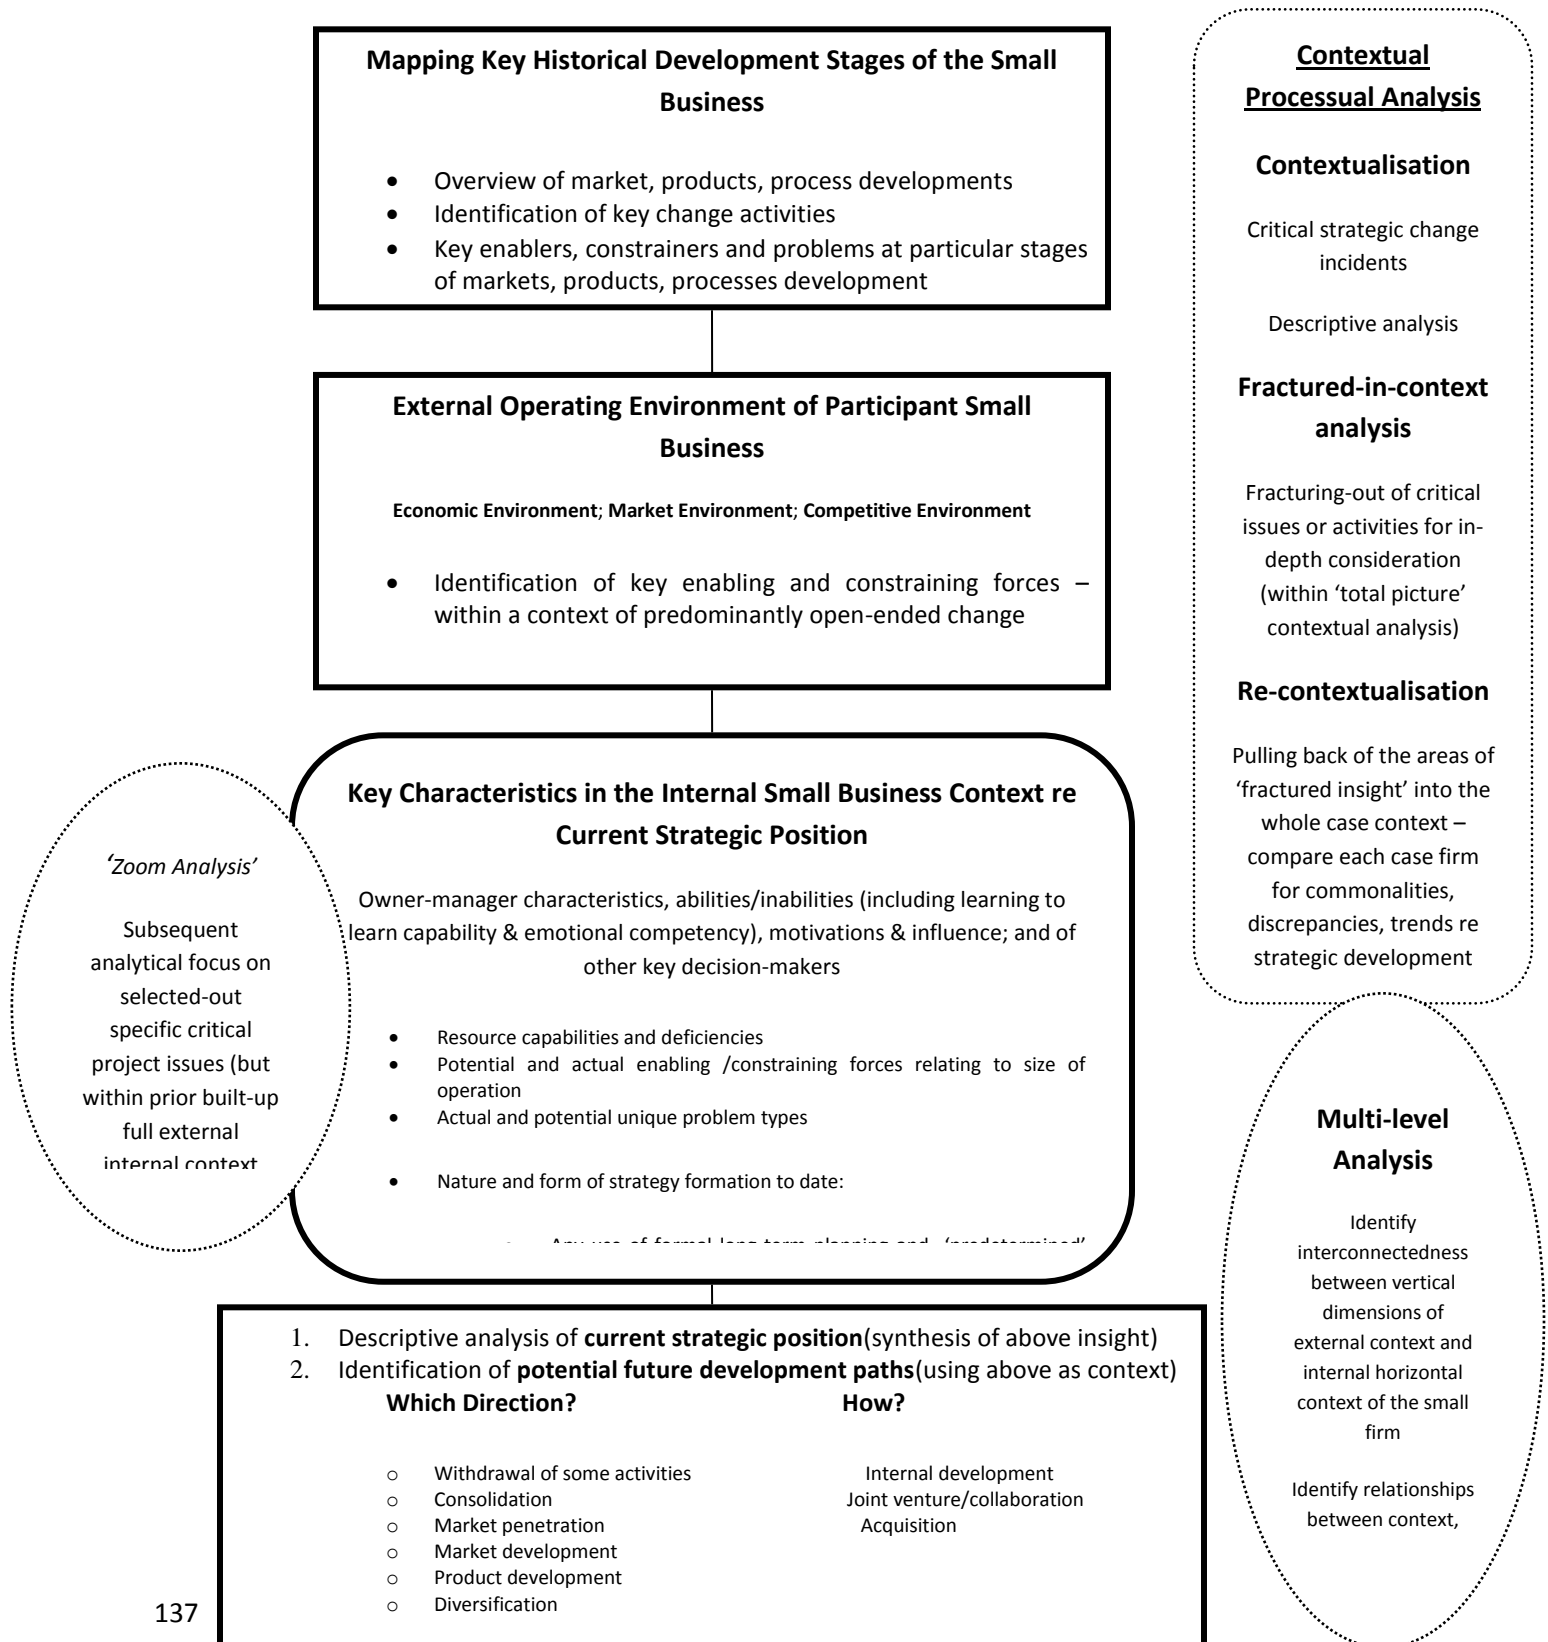 Mapping Key Historical Development Stages of the Small
Business
• Overview of market, products, process developments
• Identification of key change activities
• Key enablers, constrainers and problems at particular stages
of markets, products, processes development
External Operating Environment of Participant Small
Business
Economic Environment; Market Environment; Competitive Environment
• Identification of key enabling and constraining forces –
within a context of predominantly open-ended change
Key Characteristics in the Internal Small Business Context re
Current Strategic Position
Owner-manager characteristics, abilities/inabilities (including learning to
learn capability & emotional competency), motivations & influence; and of
other key decision-makers
• Resource capabilities and deficiencies
• Potential and actual enabling /constraining forces relating to size of
operation
• Actual and potential unique problem types
• Nature and form of strategy formation to date:
• Any use of formal long term planning and ‘predetermined’
‘Zoom Analysis’
Subsequent
analytical focus on
selected-out
specific critical
project issues (but
within prior built-up
full external
internal context
1. Descriptive analysis of current strategic position(synthesis of above insight)
2. Identification of potential future development paths(using above as context)
Which Direction? How?
o Withdrawal of some activities Internal development
o Consolidation Joint venture/collaboration
o Market penetration Acquisition
o Market development
o Product development
o Diversification
Contextual
Processual Analysis
Contextualisation
Critical strategic change
incidents
Descriptive analysis
Fractured-in-context
analysis
Fracturing-out of critical
issues or activities for in-
depth consideration
(within ‘total picture’
contextual analysis)
Re-contextualisation
Pulling back of the areas of
‘fractured insight’ into the
whole case context –
compare each case firm
for commonalities,
discrepancies, trends re
strategic development
Multi-level
Analysis
Identify
interconnectedness
between vertical
dimensions of
external context and
internal horizontal
context of the small
firm
Identify relationships
between context,
137